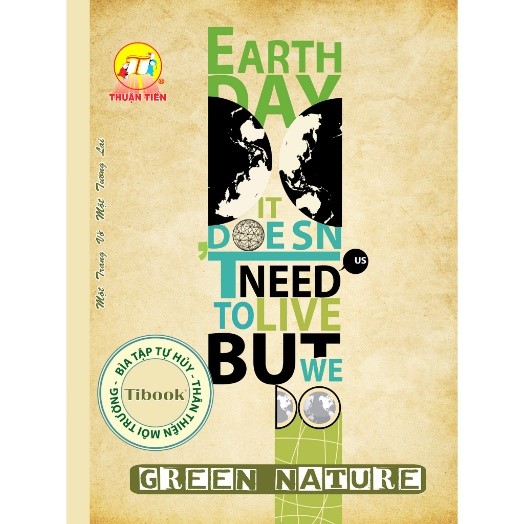 THUẬN TIẾN
®
EARTH
DAY
IT
DOESN
'T NEED US
TO LIVE
BUT WE
DO
Một Trang Vở Một Tương Lai
BÌA TẬP TỰ HỦY - THÂN THIỆN MÔI TRƯỜNG -
Tibook
GREEN NATURE